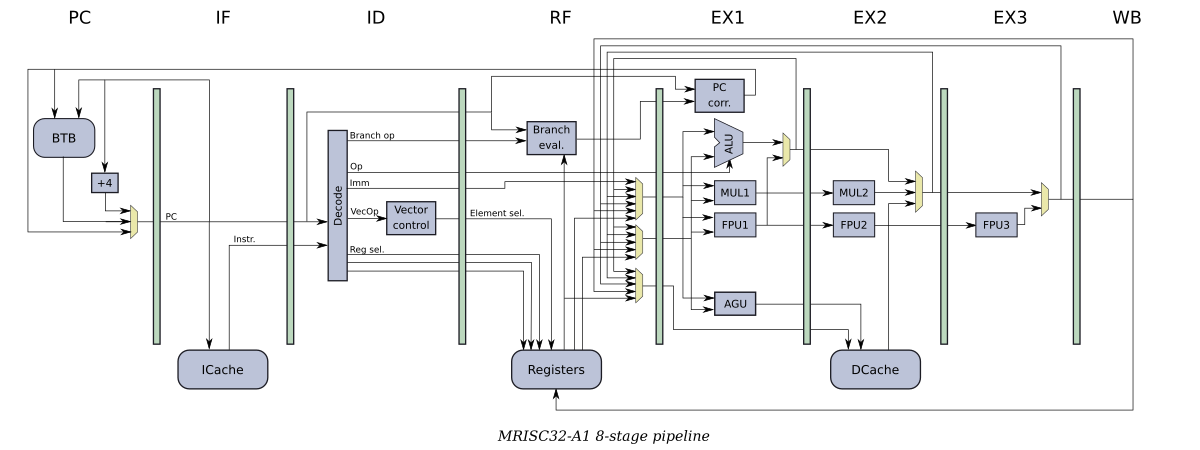 PC IF ID RF EX1 EX2 EX3 WB
PC
corr.
BTB
Branch
eval.
Branch op
ALU
Op
+4
Imm
MUL1
MUL2
Decode
VecOp
Vector
control
Element sel.
PC
FPU1
FPU2
FPU3
Instr.
Reg sel.
AGU
ICache
Registers
DCache
MRISC32-A1 8-stage pipeline